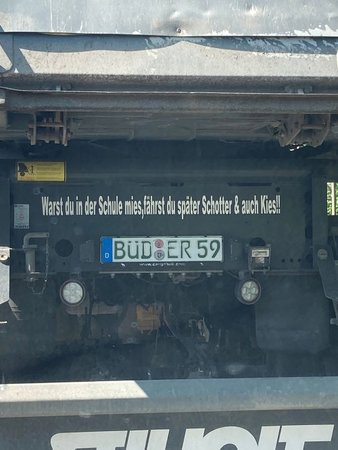 Warst du in der Schule mies,fährst du später Schotter & auch Kies!!
D BÜD ER 59